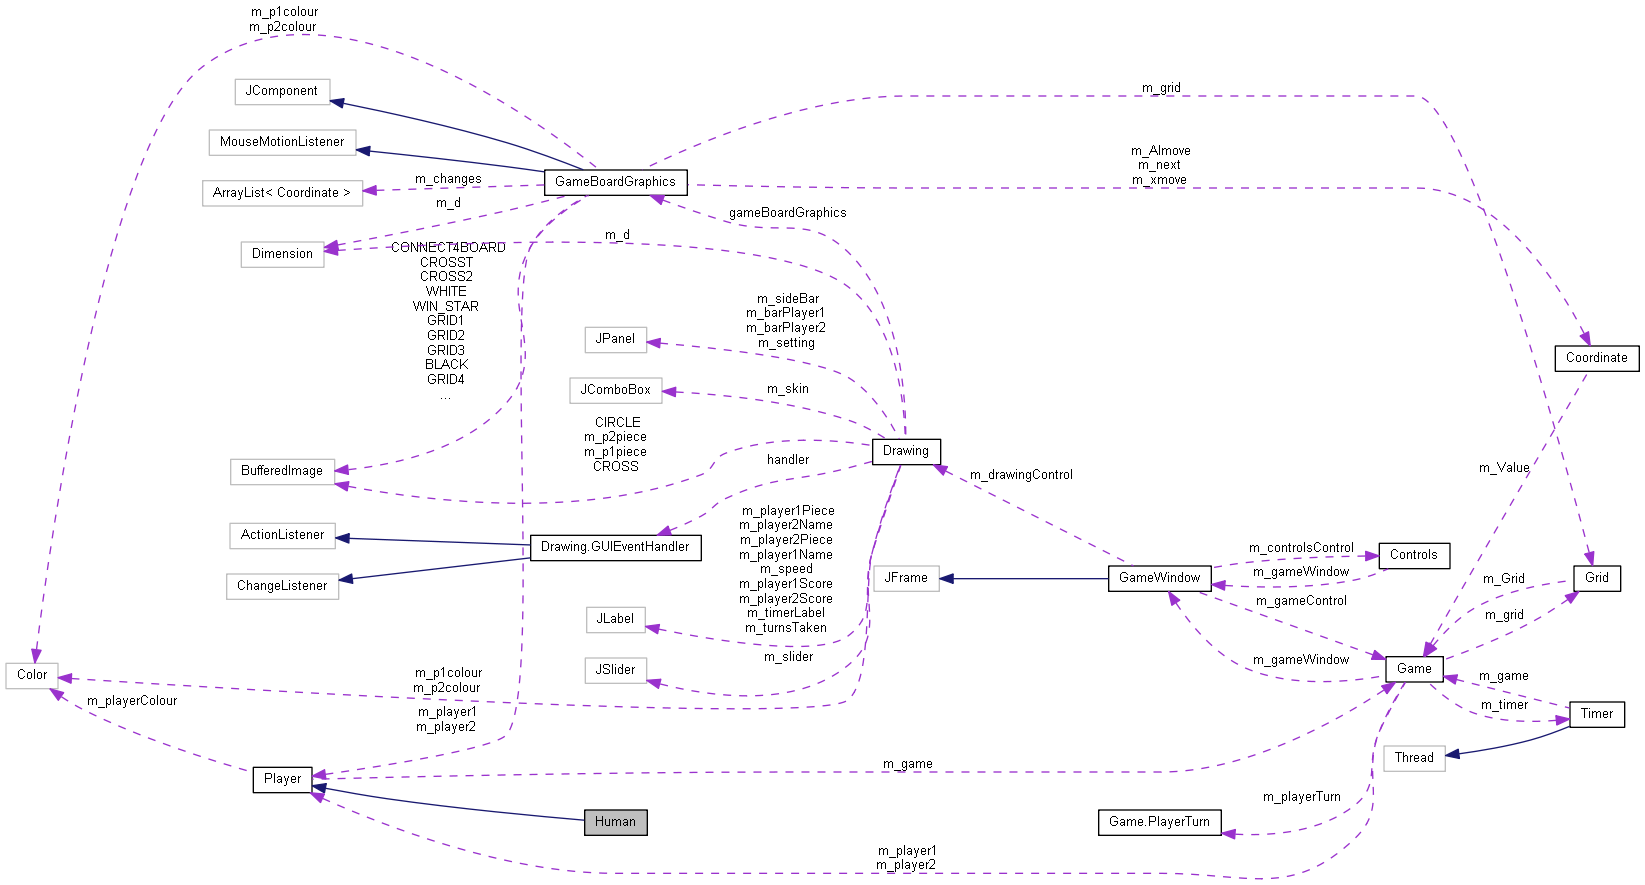 m_p1colour
m_p2colour
JComponent
m_grid
MouseMotionListener
m_AImove
m_next
m_xmove
GameBoardGraphics
m_changes
ArrayList< Coordinate >
m_d
gameBoardGraphics
m_d
Dimension
CONNECT4BOARD
CROSST
CROSS2
WHITE
WIN_STAR
GRID1
GRID2
GRID3
BLACK
GRID4
...
m_sideBar
m_barPlayer1
m_barPlayer2
m_setting
JPanel
Coordinate
JComboBox
m_skin
CIRCLE
m_p2piece
m_p1piece
CROSS
Drawing
handler
BufferedImage
m_drawingControl
m_Value
m_player1Piece
m_player2Name
m_player2Piece
m_player1Name
m_speed
m_player1Score
m_player2Score
m_timerLabel
m_turnsTaken
ActionListener
Drawing.GUIEventHandler
m_controlsControl
Controls
ChangeListener
JFrame
GameWindow
m_gameWindow
m_Grid
Grid
m_gameControl
m_grid
JLabel
m_slider
JSlider
m_gameWindow
Game
Color
m_p1colour
m_p2colour
m_playerColour
m_game
m_timer
Timer
m_player1
m_player2
Thread
Player
m_game
m_playerTurn
Human
Game.PlayerTurn
m_player1
m_player2